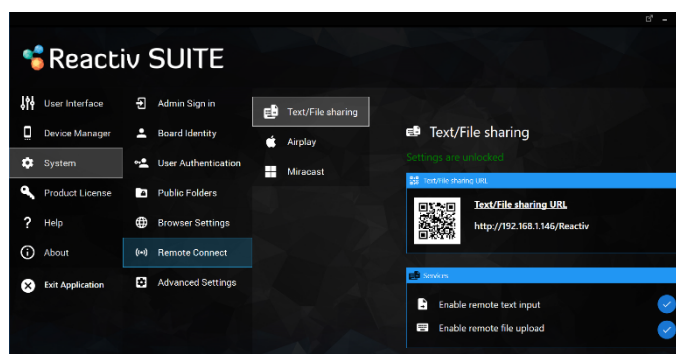 Reactiv SUITE
User Interface
Device Manager
System
Product License
Help
About
Exit Application
Admin Sign in
Board Identity
User Authentication
Public Folders
Browser Settings
Remote Connect
Advanced Settings
Text/File sharing
Airplay
Miracast
Text/File sharing
Settings are unlocked
Text/File sharing URL
Text/File sharing URL
http://192.168.1.146/Reactiv
Services
Enable remote text input
Enable remote file upload